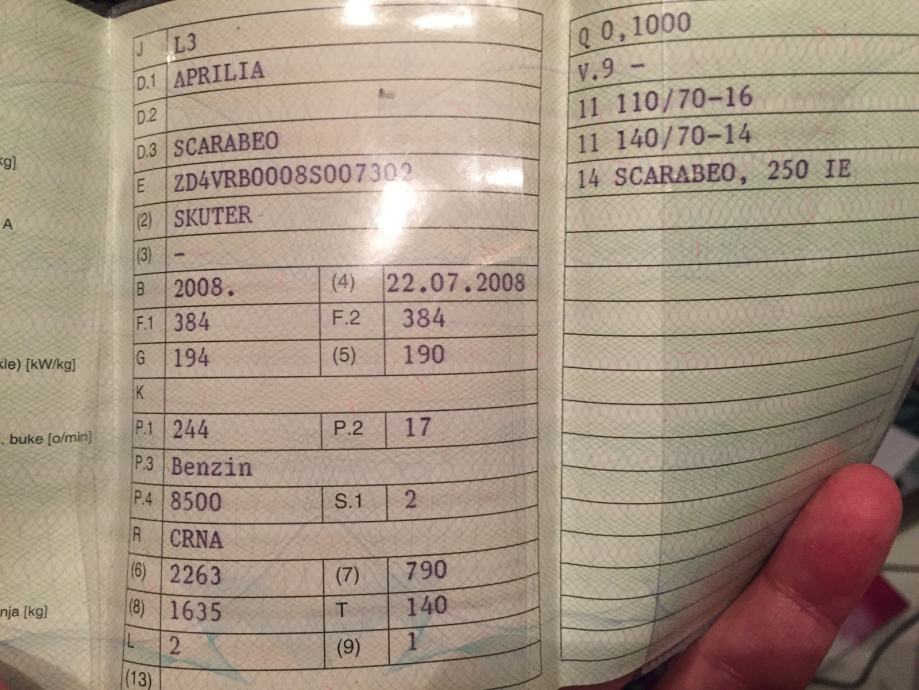 kg]
A
kle) [kW/kg]
. buke [o/min]
nja [kg]
J L3
D.1 APRILIA
D.2
D.3 SCARABEO
E ZD4VRB0008S007302
(2) SKUTER
(3) –
B 2008. (4) 22.07.2008
F.1 384 F.2 384
G 194 (5) 190
K
P.1 244 P.2 17
P.3 Benzin
P.4 8500 S.1 2
R CRNA
(6) 2263 (7) 790
(8) 1635 T 140
L 2 (9) 1
(13)
Q 0,1000
V.9 –
11 110/70-16
11 140/70-14
14 SCARABEO, 250 IE